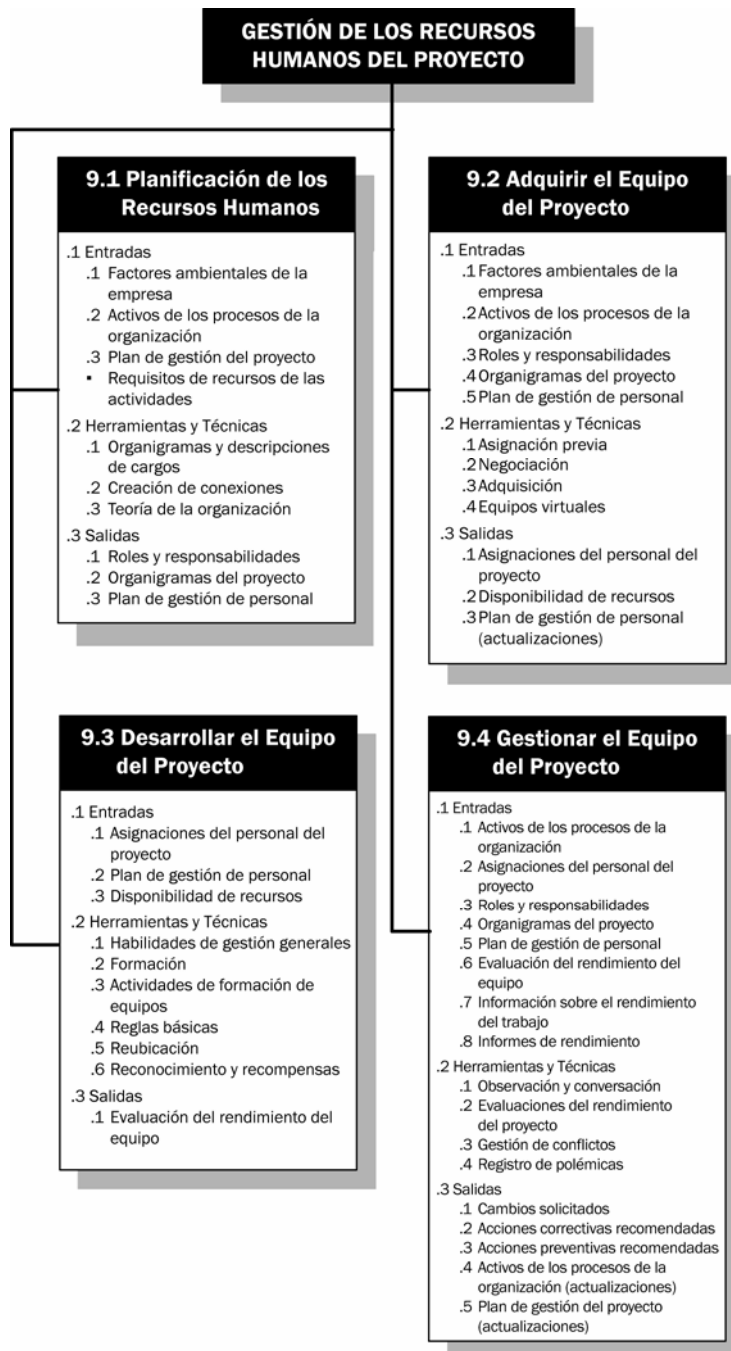 GESTIÓN DE LOS RECURSOS
HUMANOS DEL PROYECTO
9.1 Planificación de los
Recursos Humanos
.1 Entradas
.1 Factores ambientales de la
empresa
.2 Activos de los procesos de la
organización
.3 Plan de gestión del proyecto
▪ Requisitos de recursos de las
actividades
.2 Herramientas y Técnicas
.1 Organigramas y descripciones
de cargos
.2 Creación de conexiones
.3 Teoría de la organización
.3 Salidas
.1 Roles y responsabilidades
.2 Organigramas del proyecto
.3 Plan de gestión de personal
9.2 Adquirir el Equipo
del Proyecto
.1 Entradas
.1 Factores ambientales de la
empresa
.2 Activos de los procesos de la
organización
.3 Roles y responsabilidades
.4 Organigramas del proyecto
.5 Plan de gestión de personal
.2 Herramientas y Técnicas
.1 Asignación previa
.2 Negociación
.3 Adquisición
.4 Equipos virtuales
.3 Salidas
.1 Asignaciones del personal del
proyecto
.2 Disponibilidad de recursos
.3 Plan de gestión de personal
(actualizaciones)
9.3 Desarrollar el Equipo
del Proyecto
.1 Entradas
.1 Asignaciones del personal del
proyecto
.2 Plan de gestión de personal
.3 Disponibilidad de recursos
.2 Herramientas y Técnicas
.1 Habilidades de gestión generales
.2 Formación
.3 Actividades de formación de
equipos
.4 Reglas básicas
.5 Reubicación
.6 Reconocimiento y recompensas
.3 Salidas
.1 Evaluación del rendimiento del
equipo
9.4 Gestionar el Equipo
del Proyecto
.1 Entradas
.1 Activos de los procesos de la
organización
.2 Asignaciones del personal del
proyecto
.3 Roles y responsabilidades
.4 Organigramas del proyecto
.5 Plan de gestión de personal
.6 Evaluación del rendimiento del
equipo
.7 Información sobre el rendimiento
del trabajo
.8 Informes de rendimiento
.2 Herramientas y Técnicas
.1 Observación y conversación
.2 Evaluaciones del rendimiento
del proyecto
.3 Gestión de conflictos
.4 Registro de polémicas
.3 Salidas
.1 Cambios solicitados
.2 Acciones correctivas recomendadas
.3 Acciones preventivas recomendadas
.4 Activos de los procesos de la
organización (actualizaciones)
.5 Plan de gestión del proyecto
(actualizaciones)